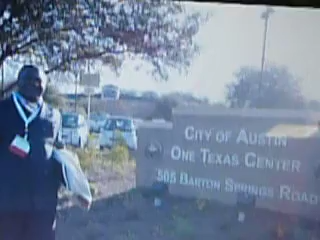 CITY OF AUSTIN
ONE TEXAS CENTER
505 BARTON SPRINGS ROAD